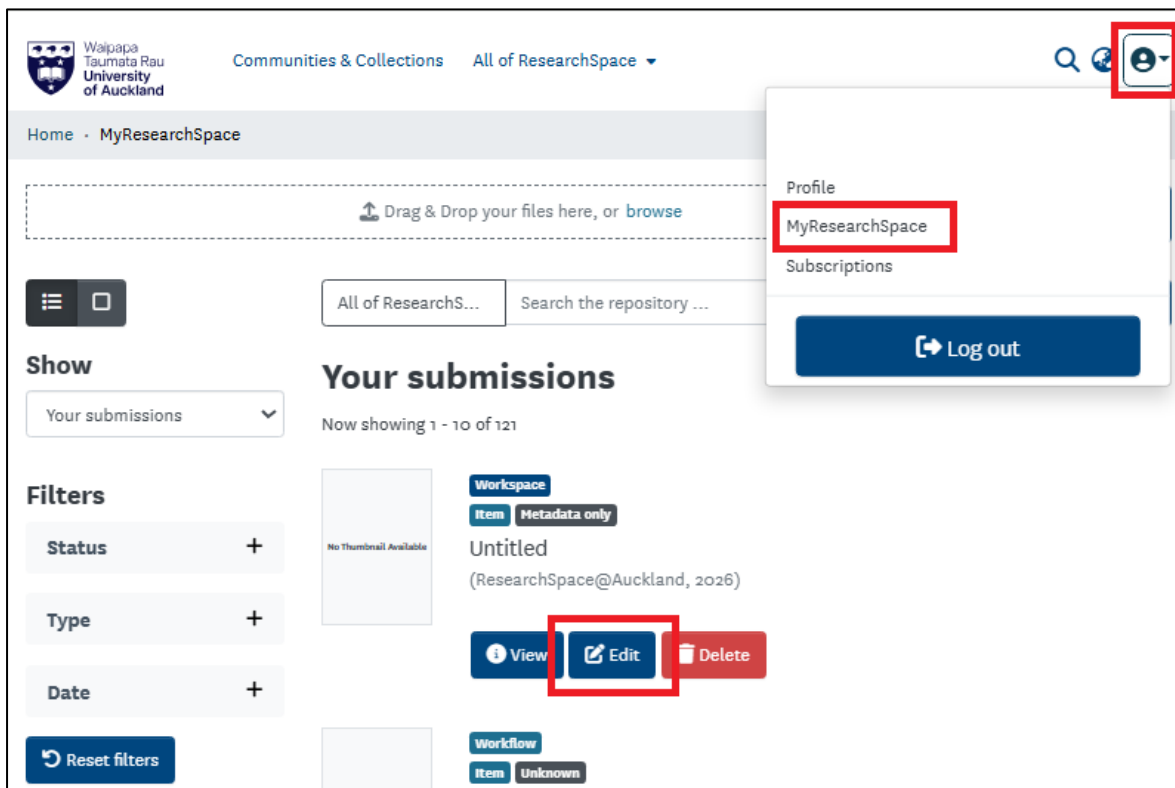 Waipapa
Taumata Rau
University
of Auckland
Communities & Collections All of ResearchSpace
Home • MyResearchSpace
Profile
MyResearchSpace
Subscriptions
Log out
Drag & Drop your files here, or browse
All of ResearchS... Search the repository ...
Show
Your submissions
Filters
Status +
Type +
Date +
Reset filters
Your submissions
Now showing 1 - 10 of 121
No Thumbnail Available
Workspace
Item Metadata only
Untitled
(ResearchSpace@Auckland, 2026)
View Edit Delete
Workflow
Item Unknown